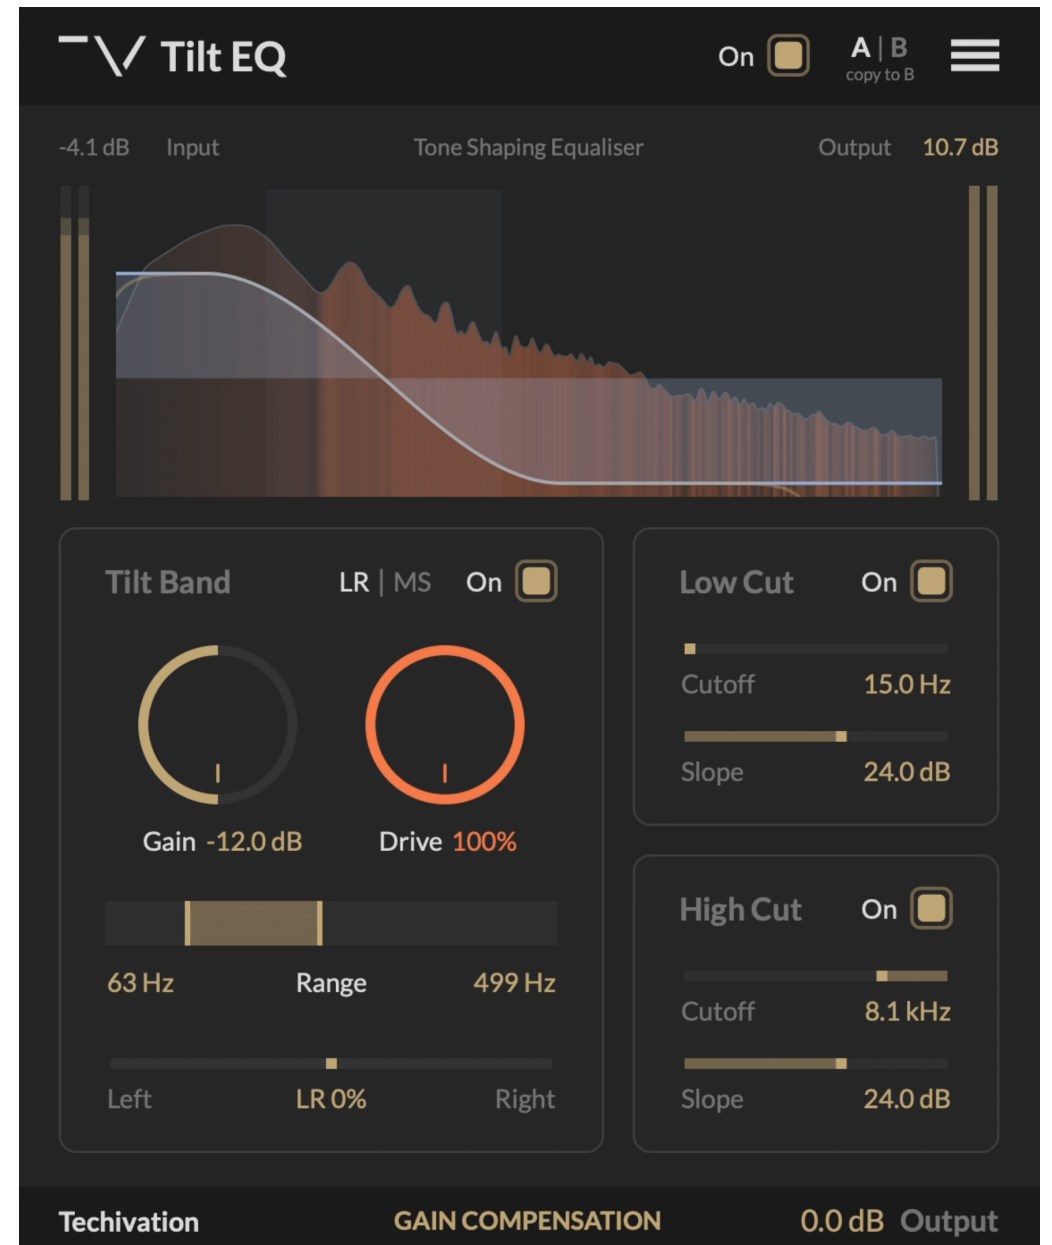 Tilt EQ On A | B
copy to B
-4.1 dB Input Tone Shaping Equaliser Output 10.7 dB
Tilt Band LR | MS On
Gain -12.0 dB Drive 100%
63 Hz Range 499 Hz
Left LR 0% Right
Low Cut On
Cutoff 15.0 Hz
Slope 24.0 dB
High Cut On
Cutoff 8.1 kHz
Slope 24.0 dB
Techivation GAIN COMPENSATION 0.0 dB Output